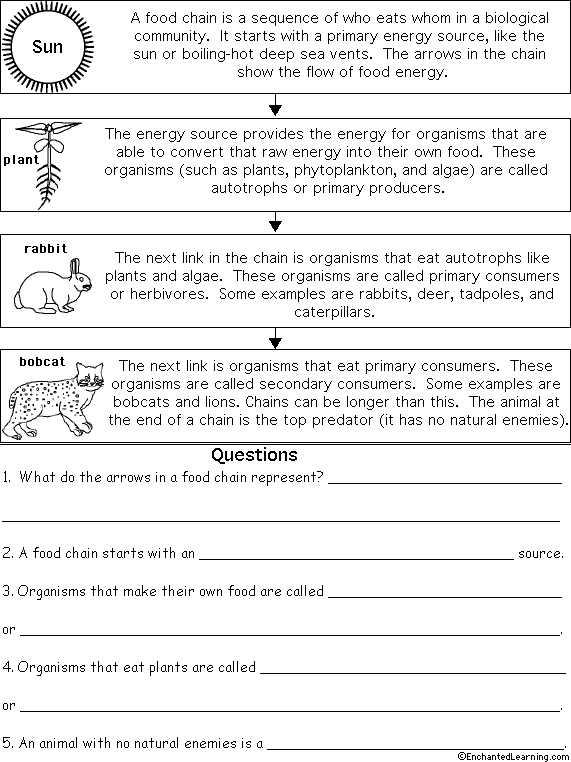 Sun
A food chain is a sequence of who eats whom in a biological
community. It starts with a primary energy source, like the
sun or boiling-hot deep sea vents. The arrows in the chain
show the flow of food energy.
plant
The energy source provides the energy for organisms that are
able to convert that raw energy into their own food. These
organisms (such as plants, phytoplankton, and algae) are called
autotrophs or primary producers.
rabbit
The next link in the chain is organisms that eat autotrophs like
plants and algae. These organisms are called primary consumers
or herbivores. Some examples are rabbits, deer, tadpoles, and
caterpillars.
bobcat
The next link is organisms that eat primary consumers. These
organisms are called secondary consumers. Some examples are
bobcats and lions. Chains can be longer than this. The animal at
the end of a chain is the top predator (it has no natural enemies).
Questions
1. What do the arrows in a food chain represent? ____________
____________
2. A food chain starts with an ____________ source.
3. Organisms that make their own food are called ____________
or ____________.
4. Organisms that eat plants are called ____________
or ____________.
5. An animal with no natural enemies is a ____________.
©EnchantedLearning.com